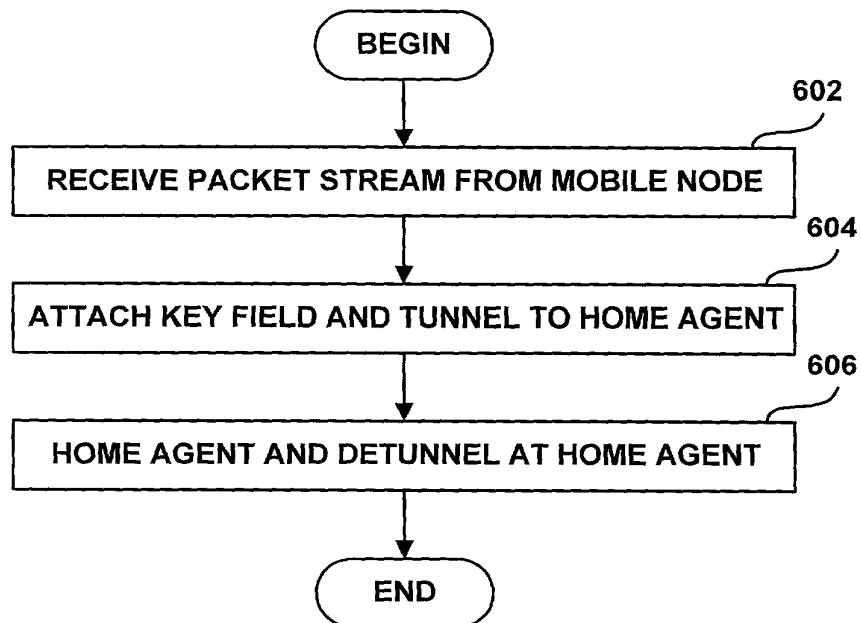 BEGIN
602
RECEIVE PACKET STREAM FROM MOBILE NODE
604
ATTACH KEY FIELD AND TUNNEL TO HOME AGENT
606
HOME AGENT AND DETUNNEL AT HOME AGENT
END